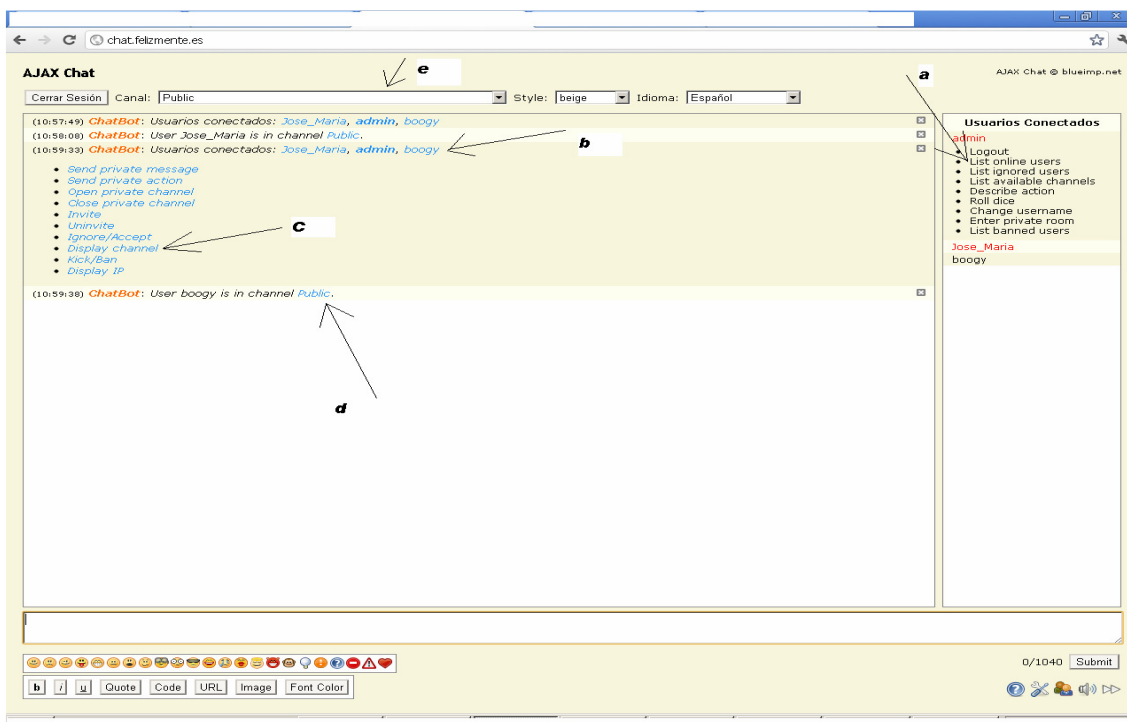 chat.felizmente.es
AJAX Chat
e
a
AJAX Chat © blueimp.net
Cerrar Sesión Canal: Public Style: beige Idioma: Español
(10:57:49) ChatBot: Usuarios conectados: Jose_Maria, admin, boogy
(10:58:08) ChatBot: User Jose_Maria is in channel Public.
(10:59:33) ChatBot: Usuarios conectados: Jose_Maria, admin, boogy
b
Send private message
Send private action
Open private channel
Close private channel
Invite
Uninvite
Ignore/Accept
Display channel
Kick/Ban
Display IP
C
(10:59:38) ChatBot: User boogy is in channel Public.
d
Usuarios Conectados
admin
Logout
List online users
List ignored users
List available channels
Describe action
Roll dice
Change username
Enter private room
List banned users
Jose_Maria
boogy
0/1040 Submit
b i u Quote Code URL Image Font Color